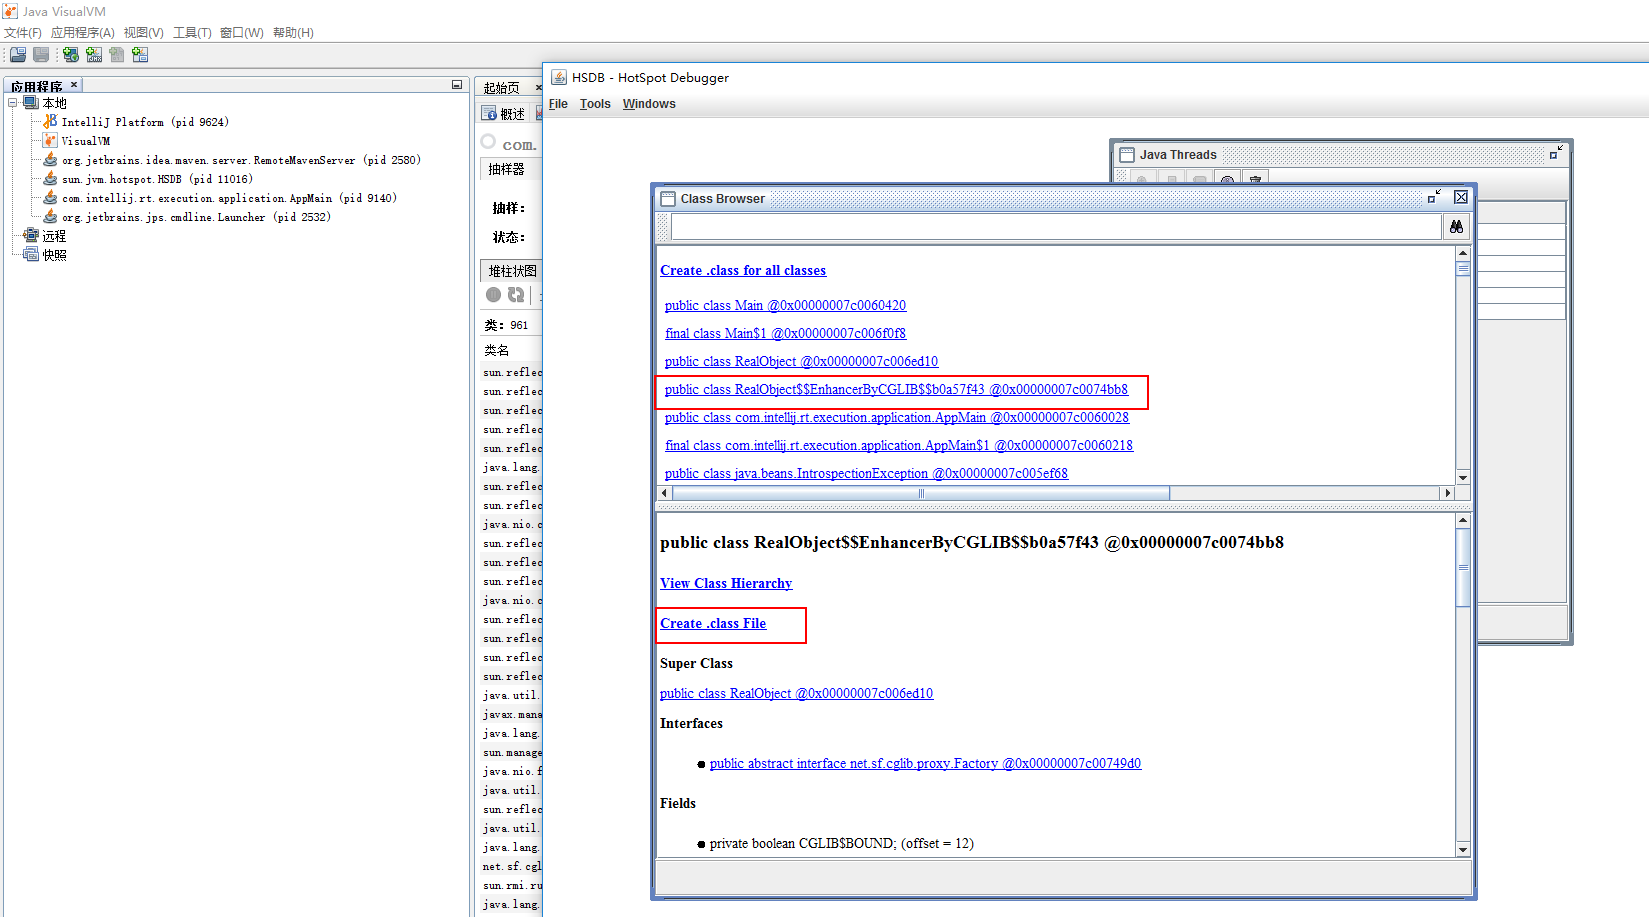 Java VisualVM
文件(F) 应用程序(A) 视图(V) 工具(T) 窗口(W) 帮助(H)
应用程序
本地
IntelliJ Platform (pid 9624)
VisualVM
org.jetbrains.idea.maven.server.RemoteMavenServer (pid 2580)
sun.jvm.hotspot.HSDB (pid 11016)
com.intellij.rt.execution.application.AppMain (pid 9140)
org.jetbrains.jps.cmdline.Launcher (pid 2532)
远程
快照
起始页
概述
com.
抽样器
抽样:
状态:
堆柱状图
类: 961
类名
sun.reflec
sun.reflec
sun.reflec
sun.reflec
sun.reflec
java.lang.
sun.reflec
sun.reflec
java.nio.c
sun.reflec
sun.reflec
sun.reflec
java.nio.c
sun.reflec
sun.reflec
sun.reflec
sun.reflec
java.util.
javax.mana
java.lang.
sun.manage
java.nio.f
java.util.
sun.reflec
java.util.
java.lang.
net.sf.cgl
sun.rmi.ru
java.lang.
HSDB - HotSpot Debugger
File Tools Windows
Java Threads
Class Browser
Create .class for all classes
public class Main @0x00000007c0060420
final class Main$1 @0x00000007c006f0f8
public class RealObject @0x00000007c006ed10
public class RealObject$$EnhancerByCGLIB$$b0a57f43 @0x00000007c0074bb8
public class com.intellij.rt.execution.application.AppMain @0x00000007c0060028
final class com.intellij.rt.execution.application.AppMain$1 @0x00000007c0060218
public class java.beans.IntrospectionException @0x00000007c005ef68
public class RealObject$$EnhancerByCGLIB$$b0a57f43 @0x00000007c0074bb8
View Class Hierarchy
Create .class File
Super Class
public class RealObject @0x00000007c006ed10
Interfaces
public abstract interface net.sf.cglib.proxy.Factory @0x00000007c00749d0
Fields
private boolean CGLIB$BOUND; (offset = 12)